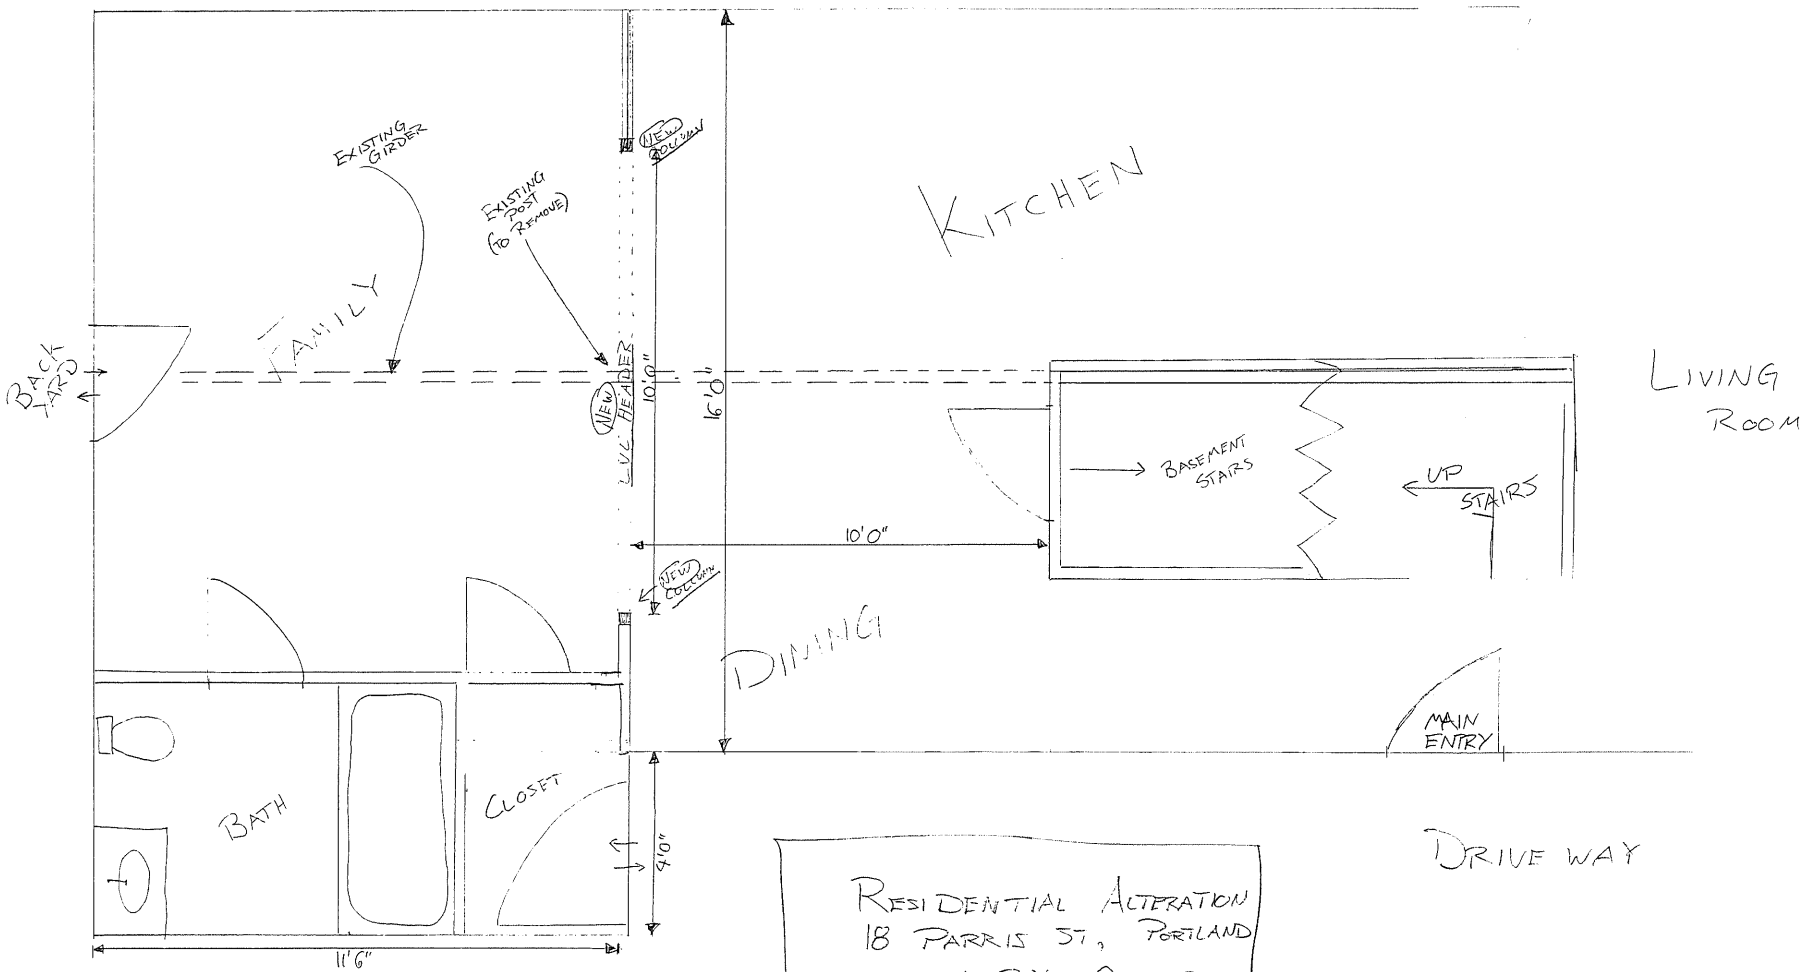 EXISTING
GIRDER
NEW
COLUMN
EXISTING
POST
(TO REMOVE)
KITCHEN
FAMILY
BACK
YARD
NEW
LVL HEADER
10'0"
16'0"
LIVING
ROOM
BASEMENT
STAIRS
UP
STAIRS
10'0"
NEW
COLUMN
DINING
MAIN
ENTRY
BATH
CLOSET
4'0"
DRIVE WAY
RESIDENTIAL ALTERATION
18 PARRIS ST, PORTLAND
11'6"